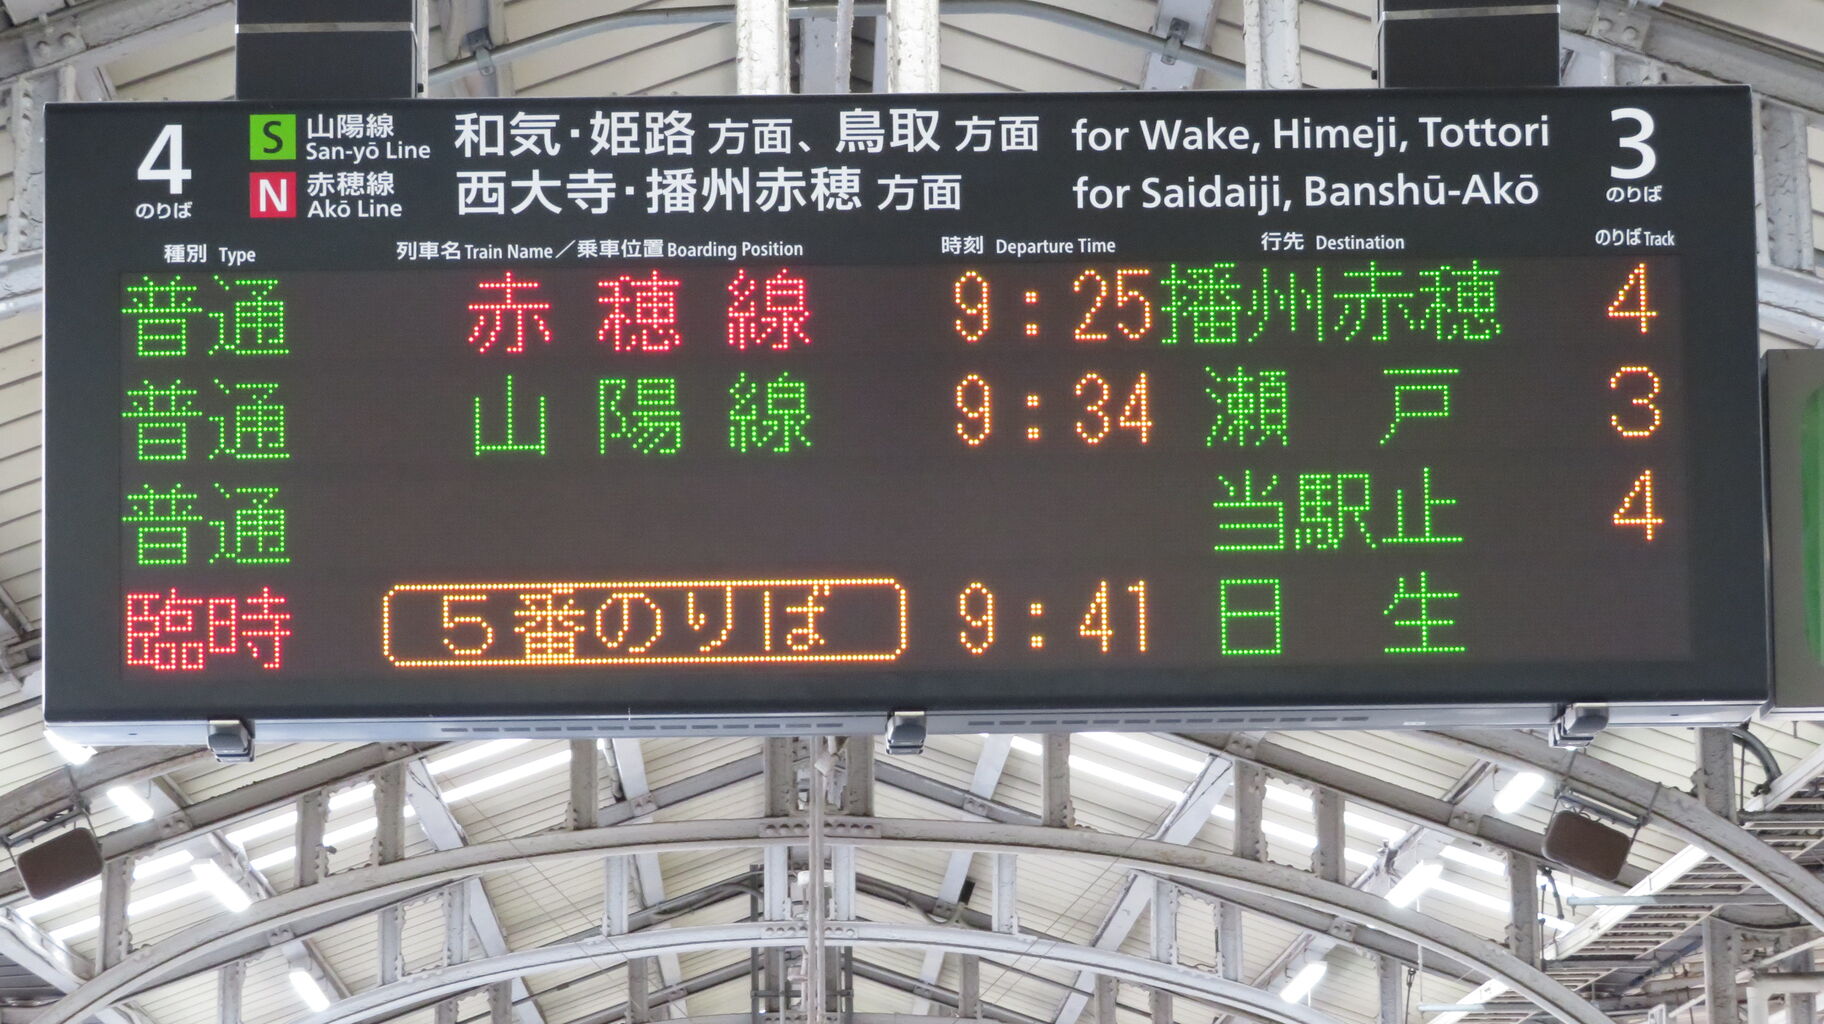 4 のりば
S 山陽線 San-yō Line 和気・姫路 方面、鳥取 方面 for Wake, Himeji, Tottori
N 赤穂線 Akō Line 西大寺・播州赤穂 方面 for Saidaiji, Banshū-Akō
3 のりば
種別 Type 列車名 Train Name／乗車位置 Boarding Position 時刻 Departure Time 行先 Destination のりば Track
普通 赤穂線 9:25 播州赤穂 4
普通 山陽線 9:34 瀬戸 3
普通 当駅止 4
臨時 5番のりば 9:41 日生